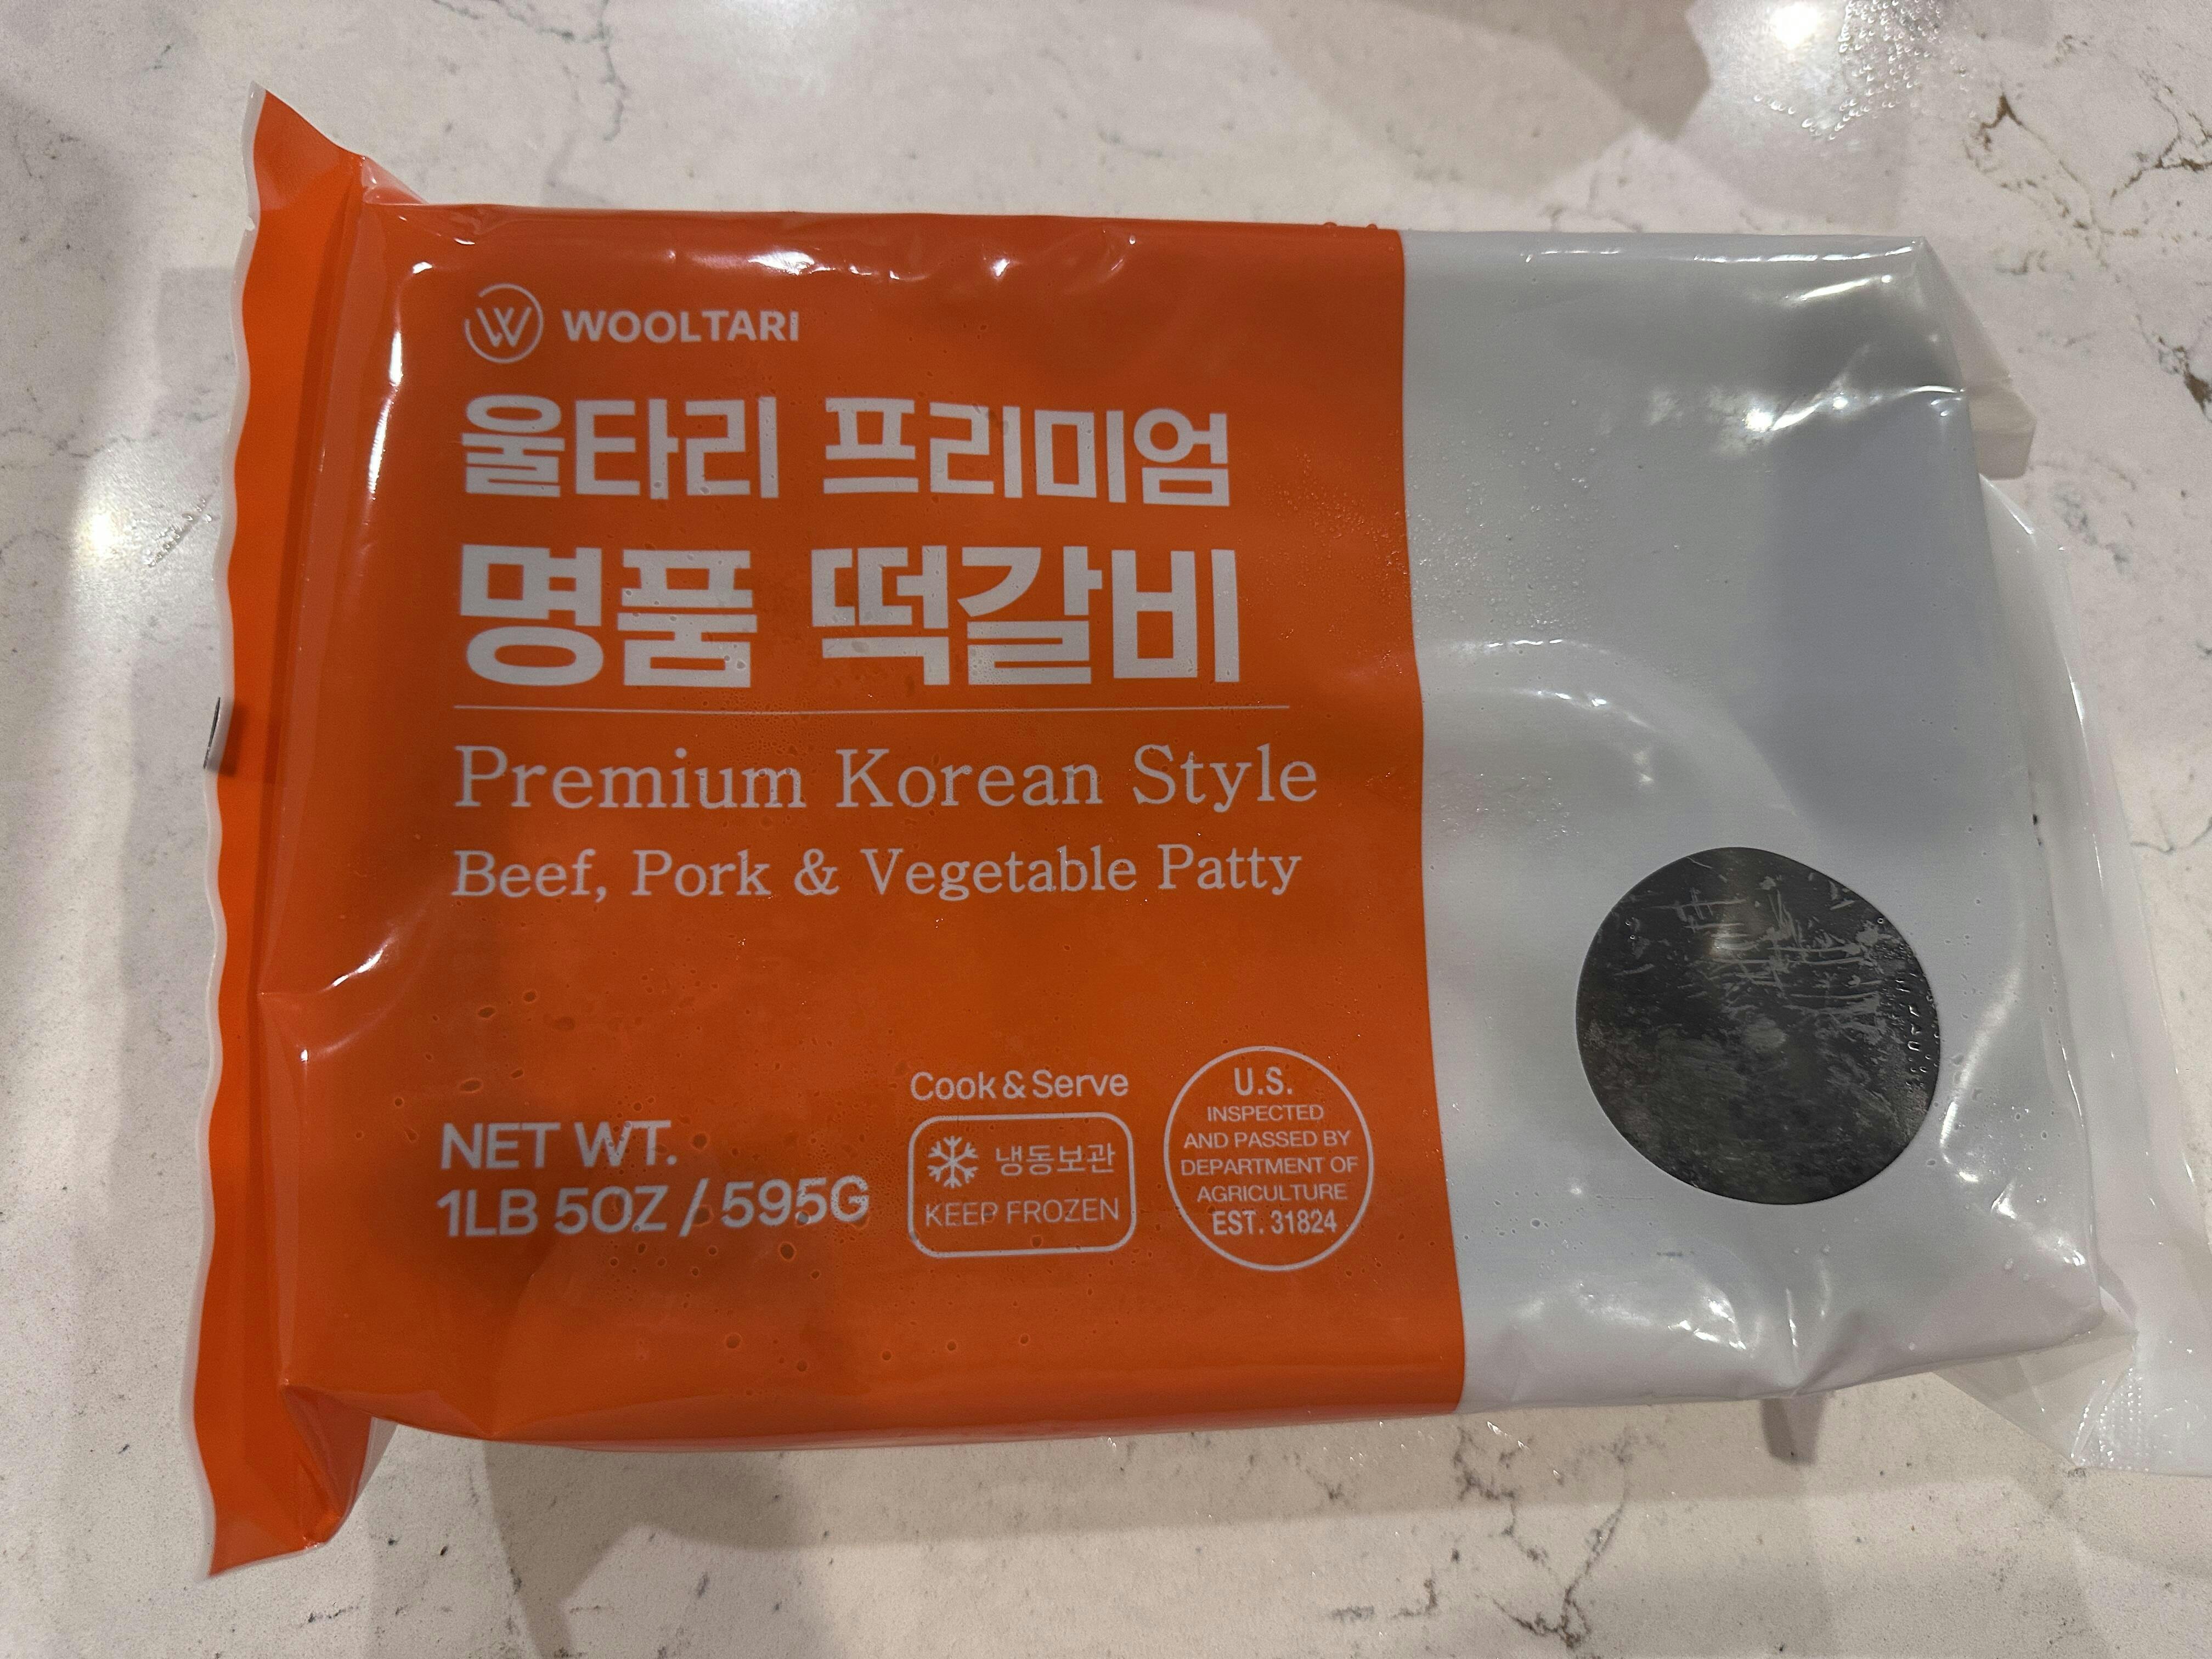 WOOLTARI
울타리 프리미엄
명품 떡갈비
Premium Korean Style
Beef, Pork & Vegetable Patty
NET WT.
1LB 5OZ / 595G
Cook & Serve
냉동보관
KEEP FROZEN
U.S.
INSPECTED
AND PASSED BY
DEPARTMENT OF
AGRICULTURE
EST. 31824